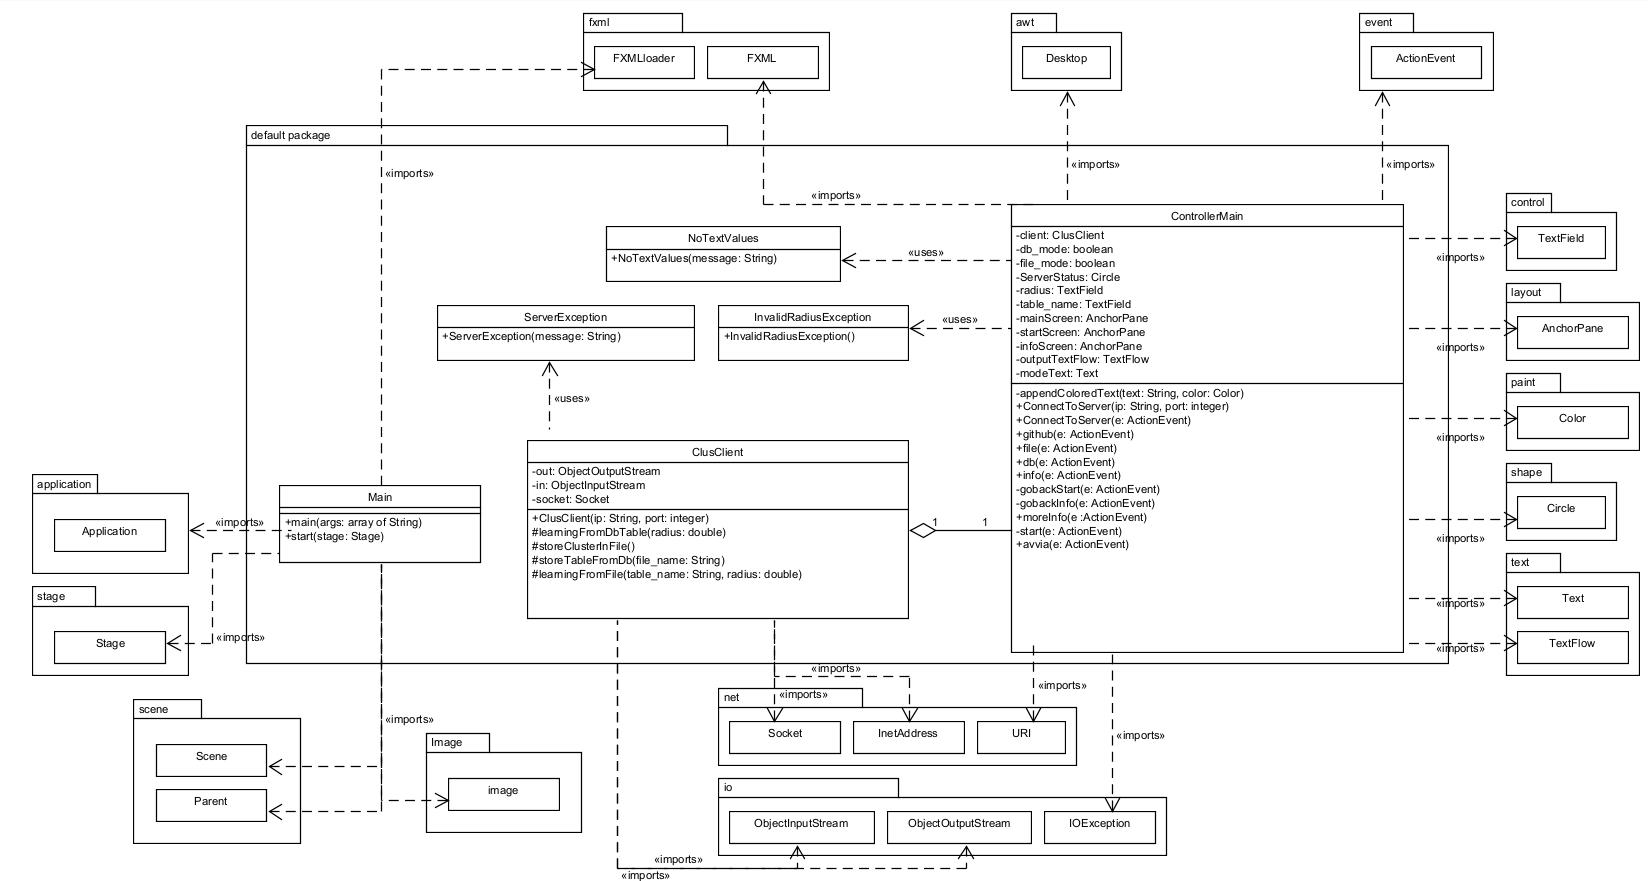 fxml
FXMLloader
FXML
awt
Desktop
event
ActionEvent
default package
«imports»
«imports»
«imports»
«imports»
ControllerMain
-client: ClusClient
-db_mode: boolean
-file_mode: boolean
-ServerStatus: Circle
-radius: TextField
-table_name: TextField
-mainScreen: AnchorPane
-startScreen: AnchorPane
-infoScreen: AnchorPane
-outputTextFlow: TextFlow
-modeText: Text
-appendColoredText(text: String, color: Color)
+ConnectToServer(ip: String, port: integer)
+ConnectToServer(e: ActionEvent)
+github(e: ActionEvent)
+file(e: ActionEvent)
+db(e: ActionEvent)
+info(e: ActionEvent)
-gobackStart(e: ActionEvent)
-gobackInfo(e: ActionEvent)
+moreInfo(e :ActionEvent)
-start(e: ActionEvent)
+avvia(e: ActionEvent)
NoTextValues
+NoTextValues(message: String)
«uses»
ServerException
+ServerException(message: String)
InvalidRadiusException
+InvalidRadiusException()
«uses»
«uses»
ClusClient
-out: ObjectOutputStream
-in: ObjectInputStream
-socket: Socket
+ClusClient(ip: String, port: integer)
#learningFromDbTable(radius: double)
#storeClusterInFile()
#storeTableFromDb(file_name: String)
#learningFromFile(table_name: String, radius: double)
1
1
control
TextField
«imports»
layout
AnchorPane
«imports»
paint
Color
«imports»
shape
Circle
«imports»
text
Text
«imports»
TextFlow
«imports»
application
Application
«imports»
Main
+main(args: array of String)
+start(stage: Stage)
stage
Stage
«imports»
scene
Scene
Parent
«imports»
Image
image
«imports»
«imports»
«imports»
«imports»
net
Socket
InetAddress
URI
io
ObjectInputStream
ObjectOutputStream
IOException
«imports»
«imports»